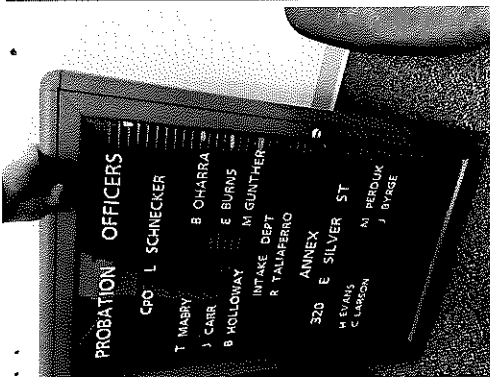 PROBATION OFFICERS
CPO L SCHNECKER
T MABRY B OHARRA
J CARR E BURNS
B HOLLOWAY M GUNTHER
INTAKE DEPT
R TALIAFERRO
ANNEX
320 E SILVER ST
H EVANS N PERDUK
C LARSON J BYRGE